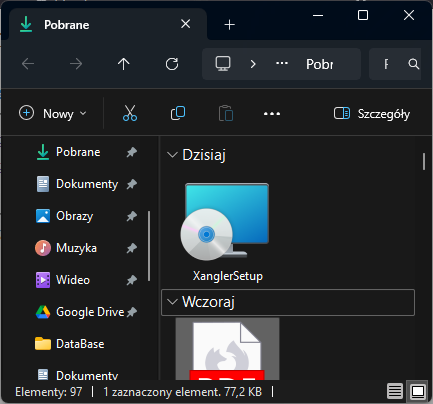 Pobrane
Pobr
Nowy
Szczegóły
Pobrane
Dokumenty
Obrazy
Muzyka
Wideo
Google Drive
DataBase
Dokumenty
Dzisiaj
XanglerSetup
Wczoraj
Elementy: 97
1 zaznaczony element. 77,2 KB